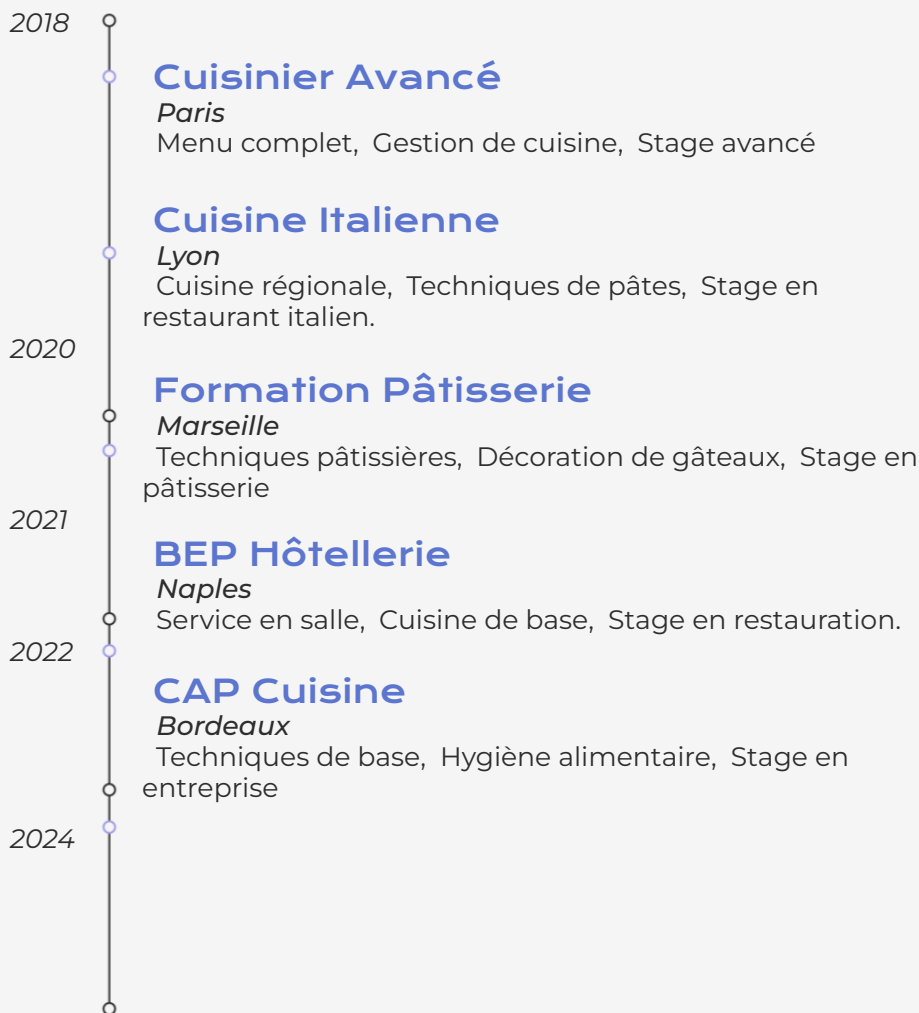 2018
Cuisinier Avancé
Paris
Menu complet, Gestion de cuisine, Stage avancé
Cuisine Italienne
Lyon
Cuisine régionale, Techniques de pâtes, Stage en
restaurant italien.
2020
Formation Pâtisserie
Marseille
Techniques pâtissières, Décoration de gâteaux, Stage en
pâtisserie
2021
BEP Hôtellerie
Naples
Service en salle, Cuisine de base, Stage en restauration.
2022
CAP Cuisine
Bordeaux
Techniques de base, Hygiène alimentaire, Stage en
entreprise
2024